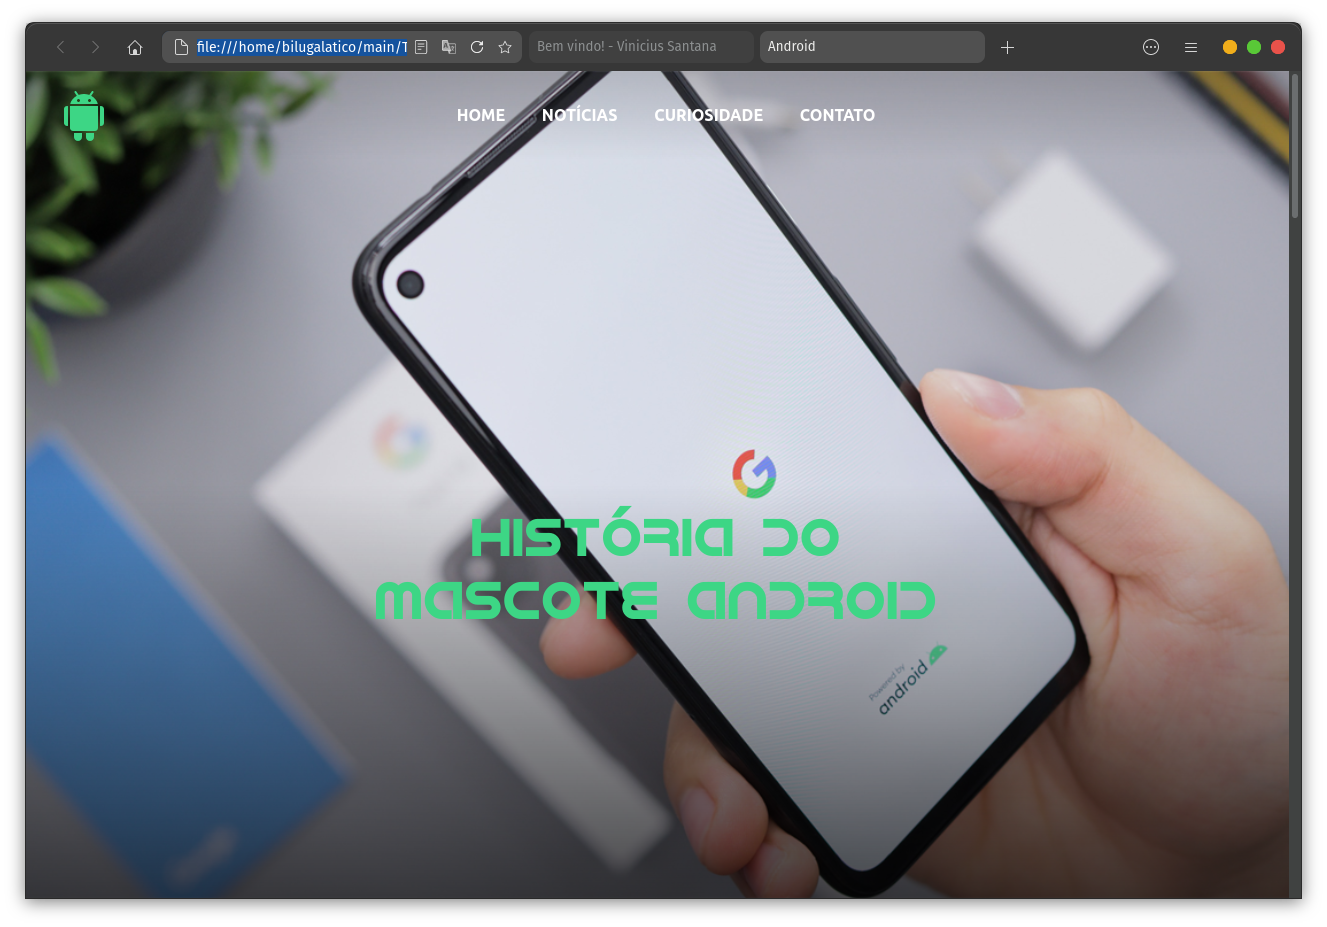 file:///home/bilugalatico/main/T
Bem vindo! - Vinicius Santana
Android
HOME NOTÍCIAS CURIOSIDADE CONTATO
HISTÓRIA DO
MASCOTE ANDROID
Powered by
android